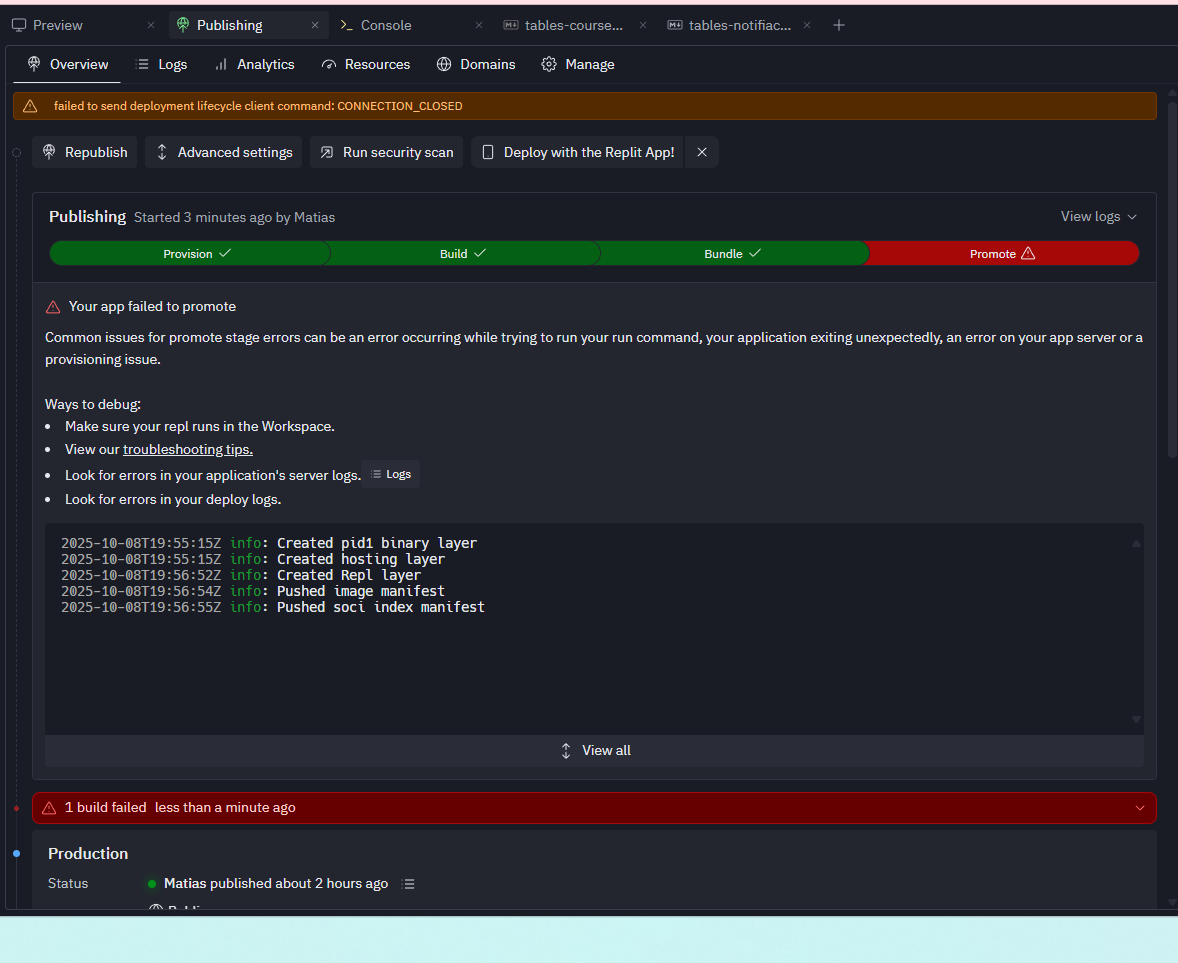 Preview
Publishing
Console
tables-course...
tables-notifiac...
Overview
Logs
Analytics
Resources
Domains
Manage
failed to send deployment lifecycle client command: CONNECTION_CLOSED
Republish
Advanced settings
Run security scan
Deploy with the Replit App!
Publishing Started 3 minutes ago by Matias
View logs
Provision
Build
Bundle
Promote
Your app failed to promote
Common issues for promote stage errors can be an error occurring while trying to run your run command, your application exiting unexpectedly, an error on your app server or a
provisioning issue.
Ways to debug:
Make sure your repl runs in the Workspace.
View our troubleshooting tips.
Look for errors in your application's server logs. Logs
Look for errors in your deploy logs.
2025-10-08T19:55:15Z info: Created pid1 binary layer
2025-10-08T19:55:15Z info: Created hosting layer
2025-10-08T19:56:52Z info: Created Repl layer
2025-10-08T19:56:54Z info: Pushed image manifest
2025-10-08T19:56:55Z info: Pushed soci index manifest
View all
1 build failed less than a minute ago
Production
Status
Matias published about 2 hours ago